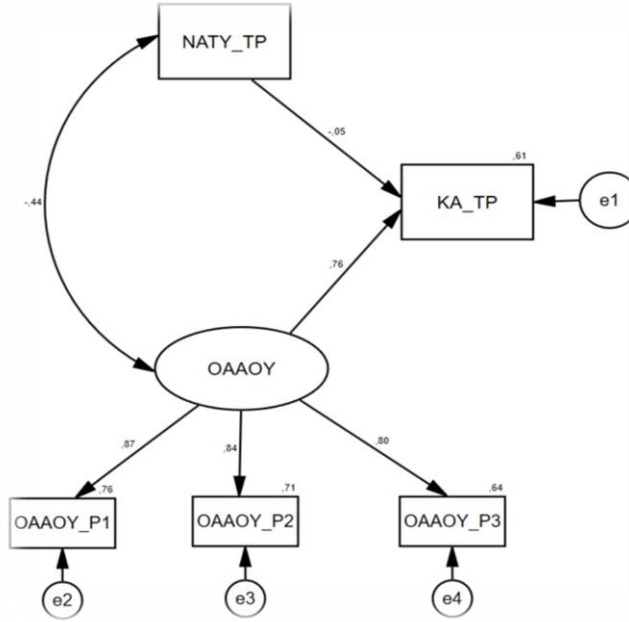 NATY_TP
-,05
,61
-,44
KA_TP
e1
,76
OAAOY
,87
,84
,80
,76
,71
,64
OAAOY_P1
OAAOY_P2
OAAOY_P3
e2
e3
e4